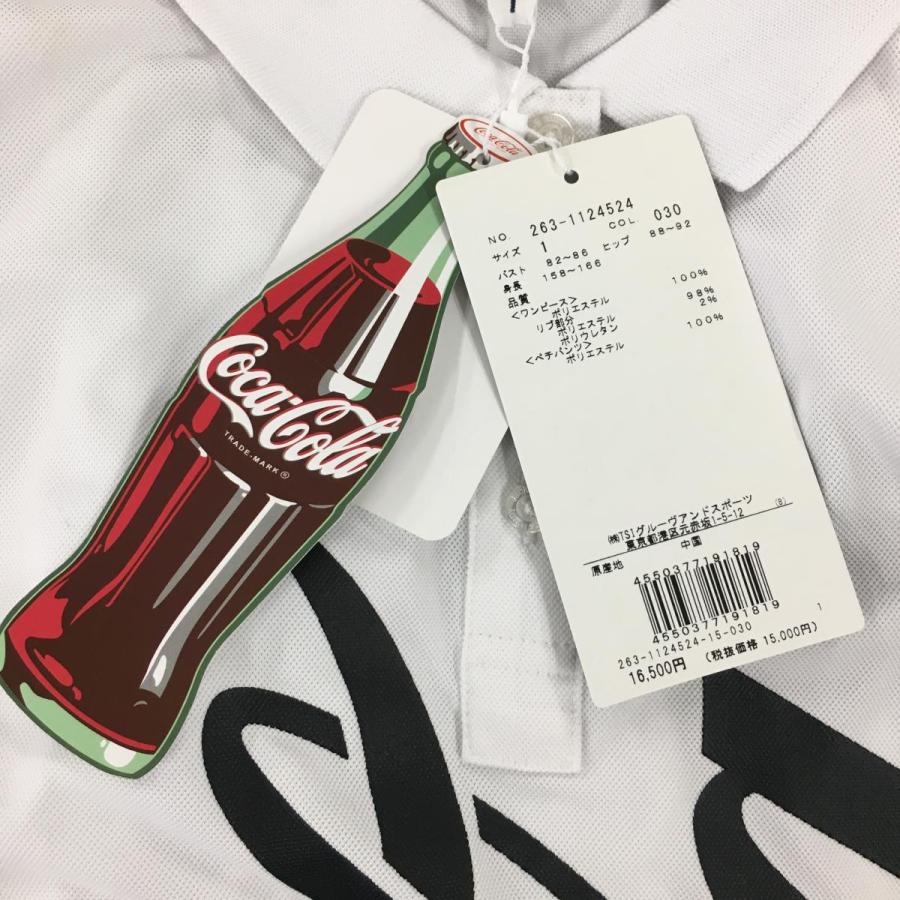 Coca-Cola
Coca-Cola
TRADE-MARK®
NO. 263-1124524
サイズ 1 COL. 030
バスト 82~86 ヒップ 88~92
身長 158~166
品質
<ワンピース> 100%
ポリエステル
リブ部分 98%
ポリエステル 2%
ポリウレタン
<ペチパンツ> 100%
ポリエステル
㈱TSIグルーヴアンドスポーツ (B)
東京都港区元赤坂1-5-12
原産地 中国
4550377191819
4550377191819
263-1124524-15-030 1
16,500円 (税抜価格 15,000円)